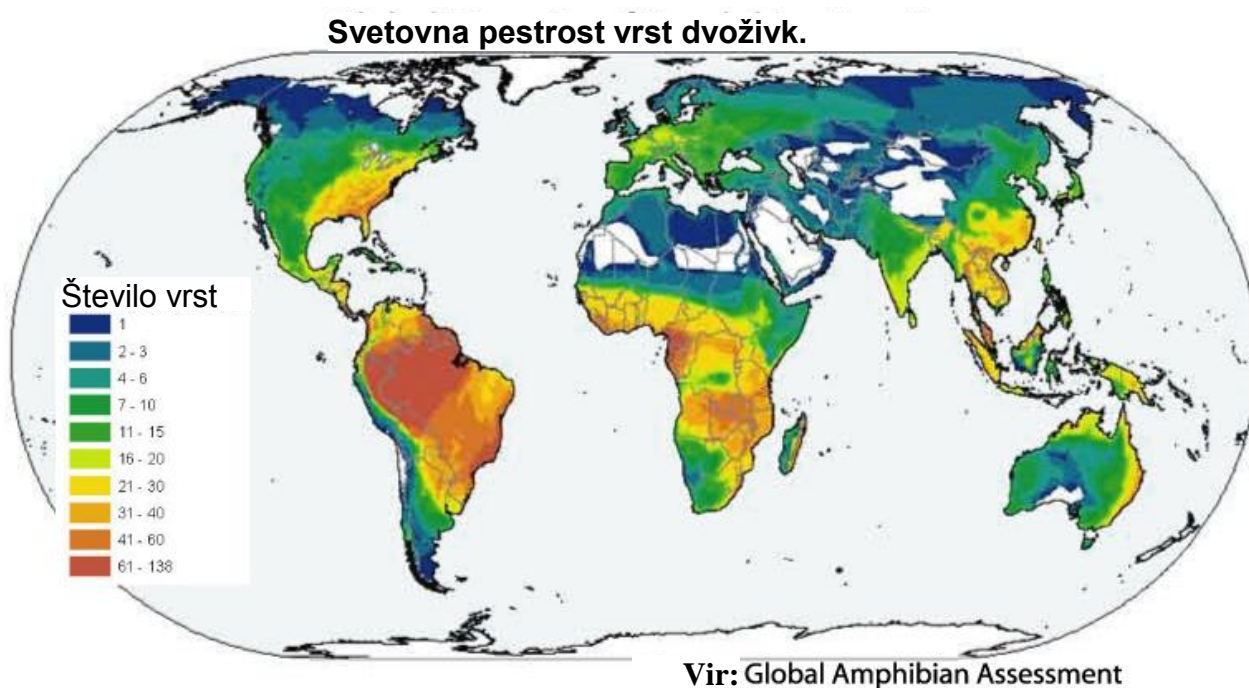 Svetovna pestrost vrst dvoživk.
Število vrst
1
2 - 3
4 - 6
7 - 10
11 - 15
16 - 20
21 - 30
31 - 40
41 - 60
61 - 138
Vir: Global Amphibian Assessment